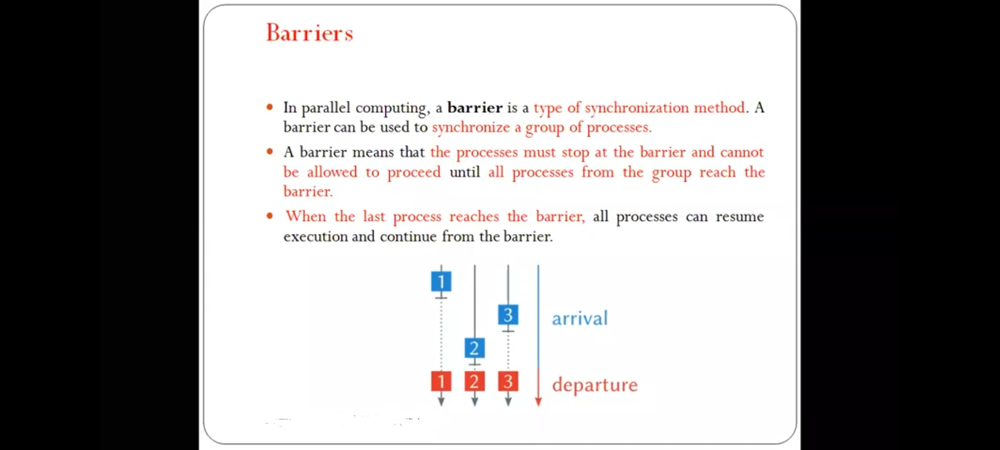 Barriers
In parallel computing, a barrier is a type of synchronization method. A
barrier can be used to synchronize a group of processes.
A barrier means that the processes must stop at the barrier and cannot
be allowed to proceed until all processes from the group reach the
barrier.
When the last process reaches the barrier, all processes can resume
execution and continue from the barrier.
1
3
arrival
2
1 2 3
departure